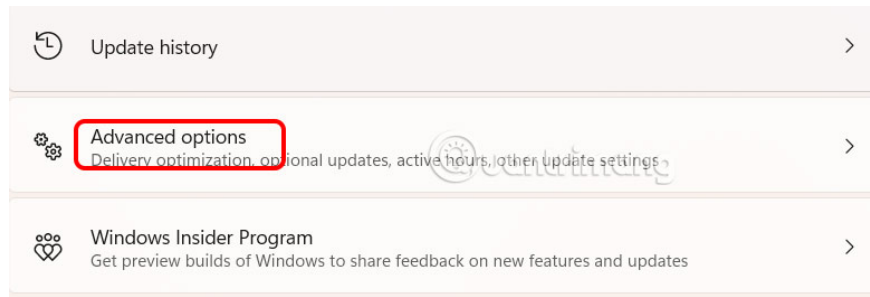 Update history
Advanced options
Delivery optimization, optional updates, active hours, other update settings
uantrimang
Windows Insider Program
Get preview builds of Windows to share feedback on new features and updates